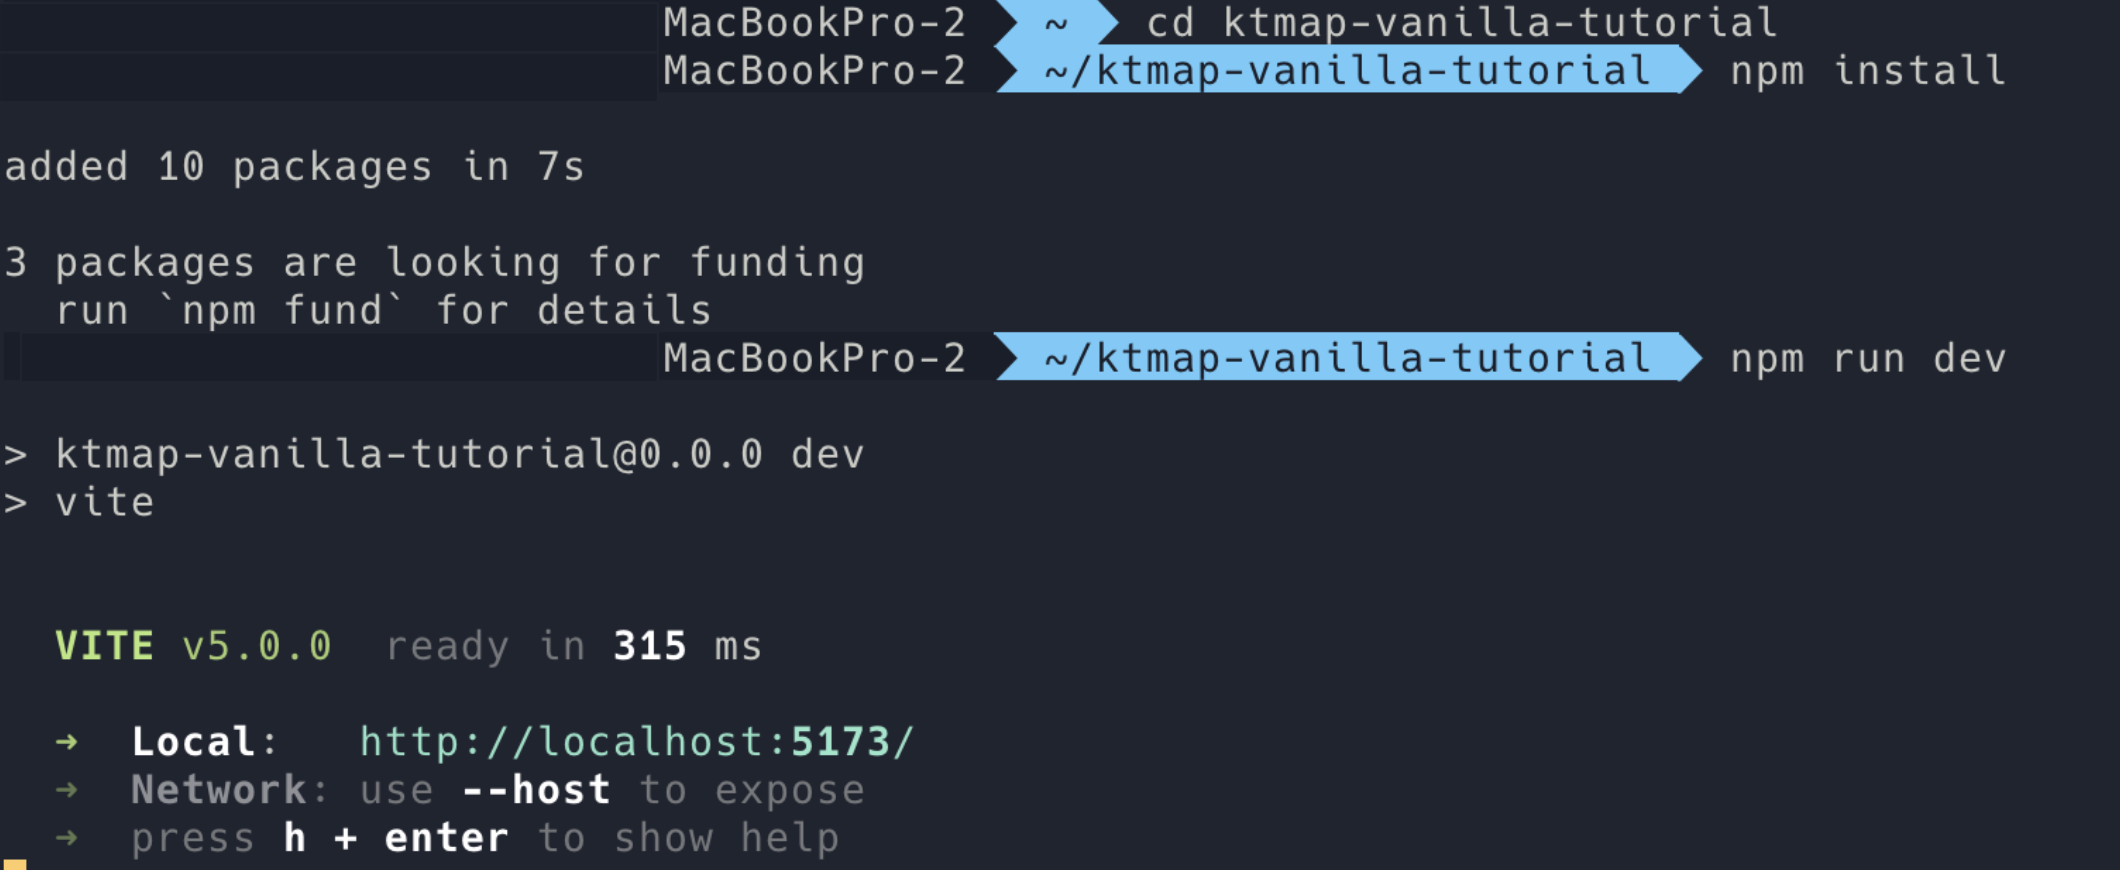 MacBookPro-2 ~ cd ktmap-vanilla-tutorial
MacBookPro-2 ~/ktmap-vanilla-tutorial npm install
added 10 packages in 7s
3 packages are looking for funding
run `npm fund` for details
MacBookPro-2 ~/ktmap-vanilla-tutorial npm run dev
> ktmap-vanilla-tutorial@0.0.0 dev
> vite
VITE v5.0.0 ready in 315 ms
➜ Local: http://localhost:5173/
➜ Network: use --host to expose
➜ press h + enter to show help